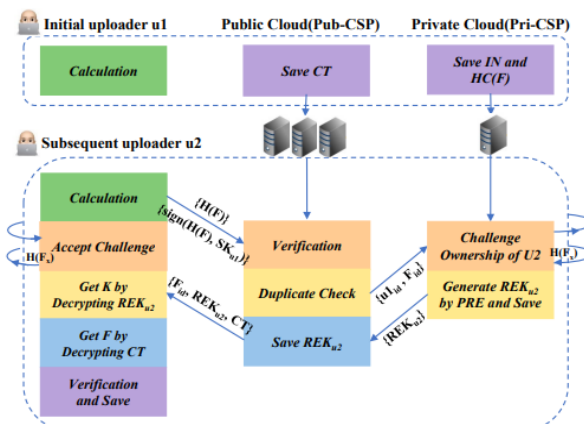 Initial uploader u1
Public Cloud(Pub-CSP)
Private Cloud(Pri-CSP)
Calculation
Save CT
Save IN and
HC(F)
Subsequent uploader u2
Calculation
{H(F)}
{sign(H(F), SKu1)}
Accept Challenge
H(Fx)
Verification
Challenge
Ownership of U2
H(Fx)
Get K by
Decrypting REKu2
Duplicate Check
{u1id, Fid}
Generate REKu2
by PRE and Save
{Fid, REKu2, CT}
Get F by
Decrypting CT
Save REKu2
{REKu2}
Verification
and Save